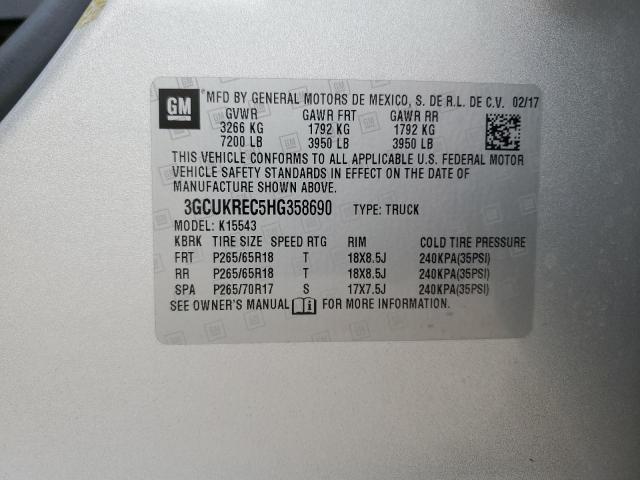 GM MFD BY GENERAL MOTORS DE MEXICO, S. DE R.L. DE C.V. 02/17
GVWR GAWR FRT GAWR RR
3266 KG 1792 KG 1792 KG
7200 LB 3950 LB 3950 LB
THIS VEHICLE CONFORMS TO ALL APPLICABLE U.S. FEDERAL MOTOR
VEHICLE SAFETY STANDARDS IN EFFECT ON THE DATE OF
MANUFACTURE SHOWN ABOVE.
3GCUKREC5HG358690 TYPE: TRUCK
MODEL: K15543
KBRK TIRE SIZE SPEED RTG RIM COLD TIRE PRESSURE
FRT P265/65R18 T 18X8.5J 240KPA(35PSI)
RR P265/65R18 T 18X8.5J 240KPA(35PSI)
SPA P265/70R17 S 17X7.5J 240KPA(35PSI)
SEE OWNER'S MANUAL FOR MORE INFORMATION.